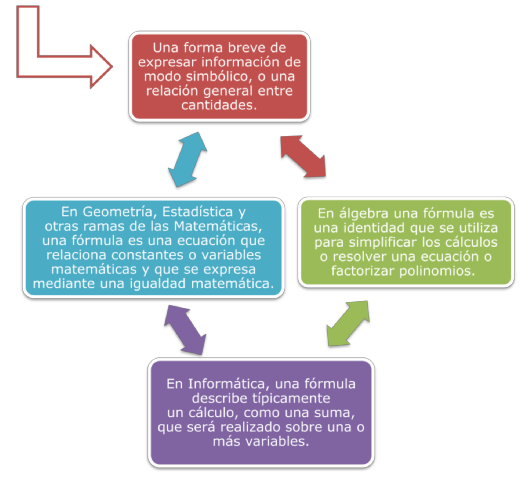 Una forma breve de
expresar información de
modo simbólico, o una
relación general entre
cantidades.
En Geometría, Estadística y
otras ramas de las Matemáticas,
una fórmula es una ecuación que
relaciona constantes o variables
matemáticas y que se expresa
mediante una igualdad matemática.
En álgebra una fórmula es
una identidad que se utiliza
para simplificar los cálculos
o resolver una ecuación o
factorizar polinomios.
En Informática, una fórmula
describe típicamente
un cálculo, como una suma,
que será realizado sobre una o
más variables.